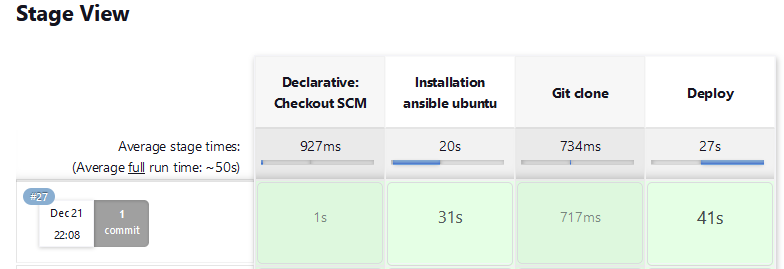 Stage View
Declarative:
Checkout SCM
Installation
ansible ubuntu
Git clone
Deploy
Average stage times:
(Average full run time: ~50s)
927ms
20s
734ms
27s
#27
Dec 21
22:08
1
commit
1s
31s
717ms
41s